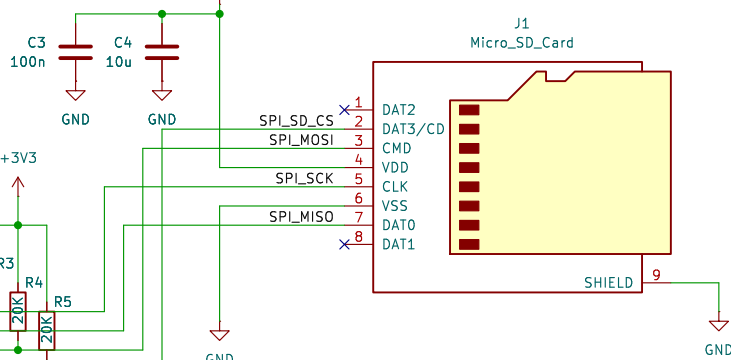 J1
Micro_SD_Card
C3
100n
C4
10u
GND
GND
SPI_SD_CS
SPI_MOSI
SPI_SCK
SPI_MISO
1 DAT2
2 DAT3/CD
3 CMD
4 VDD
5 CLK
6 VSS
7 DAT0
8 DAT1
SHIELD 9
+3V3
R3
R4
20K
R5
20K
GND
GND